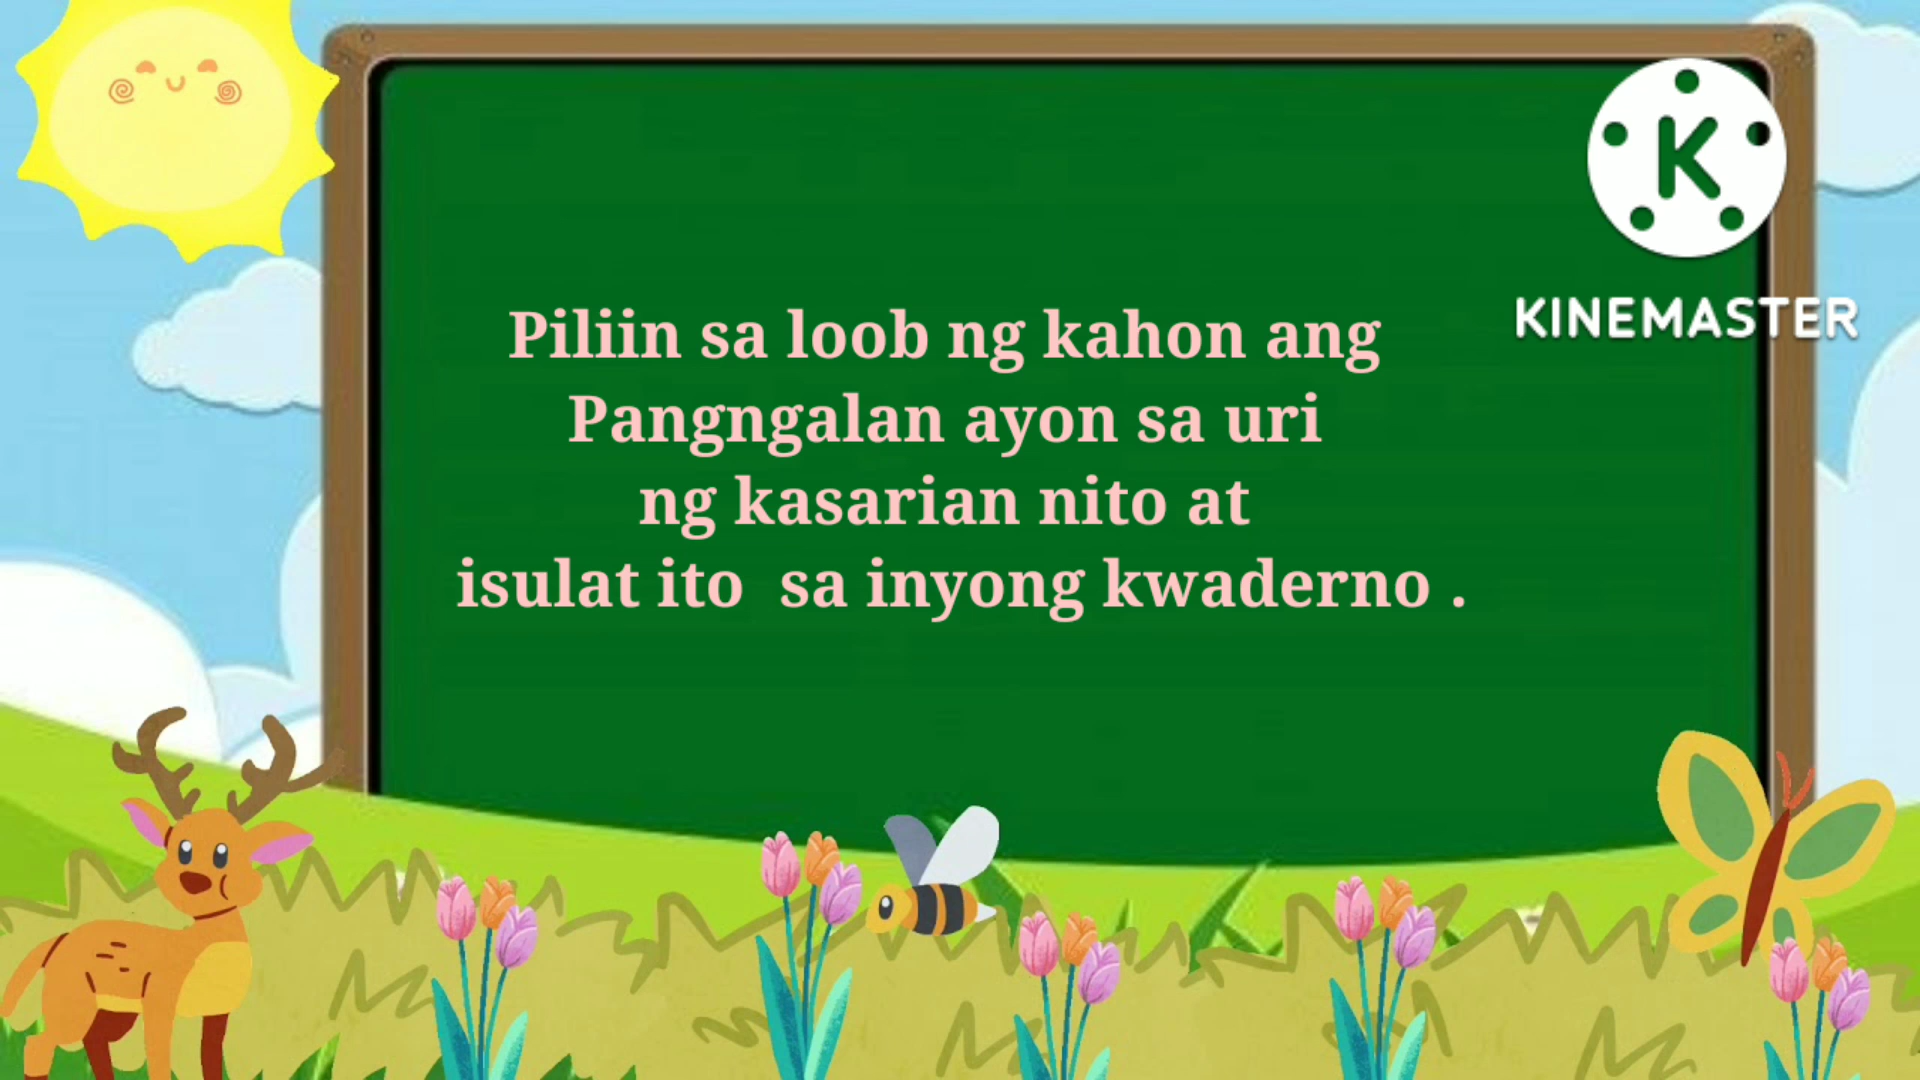 K
KINEMASTER
Piliin sa loob ng kahon ang
Pangngalan ayon sa uri
ng kasarian nito at
isulat ito  sa inyong kwaderno .